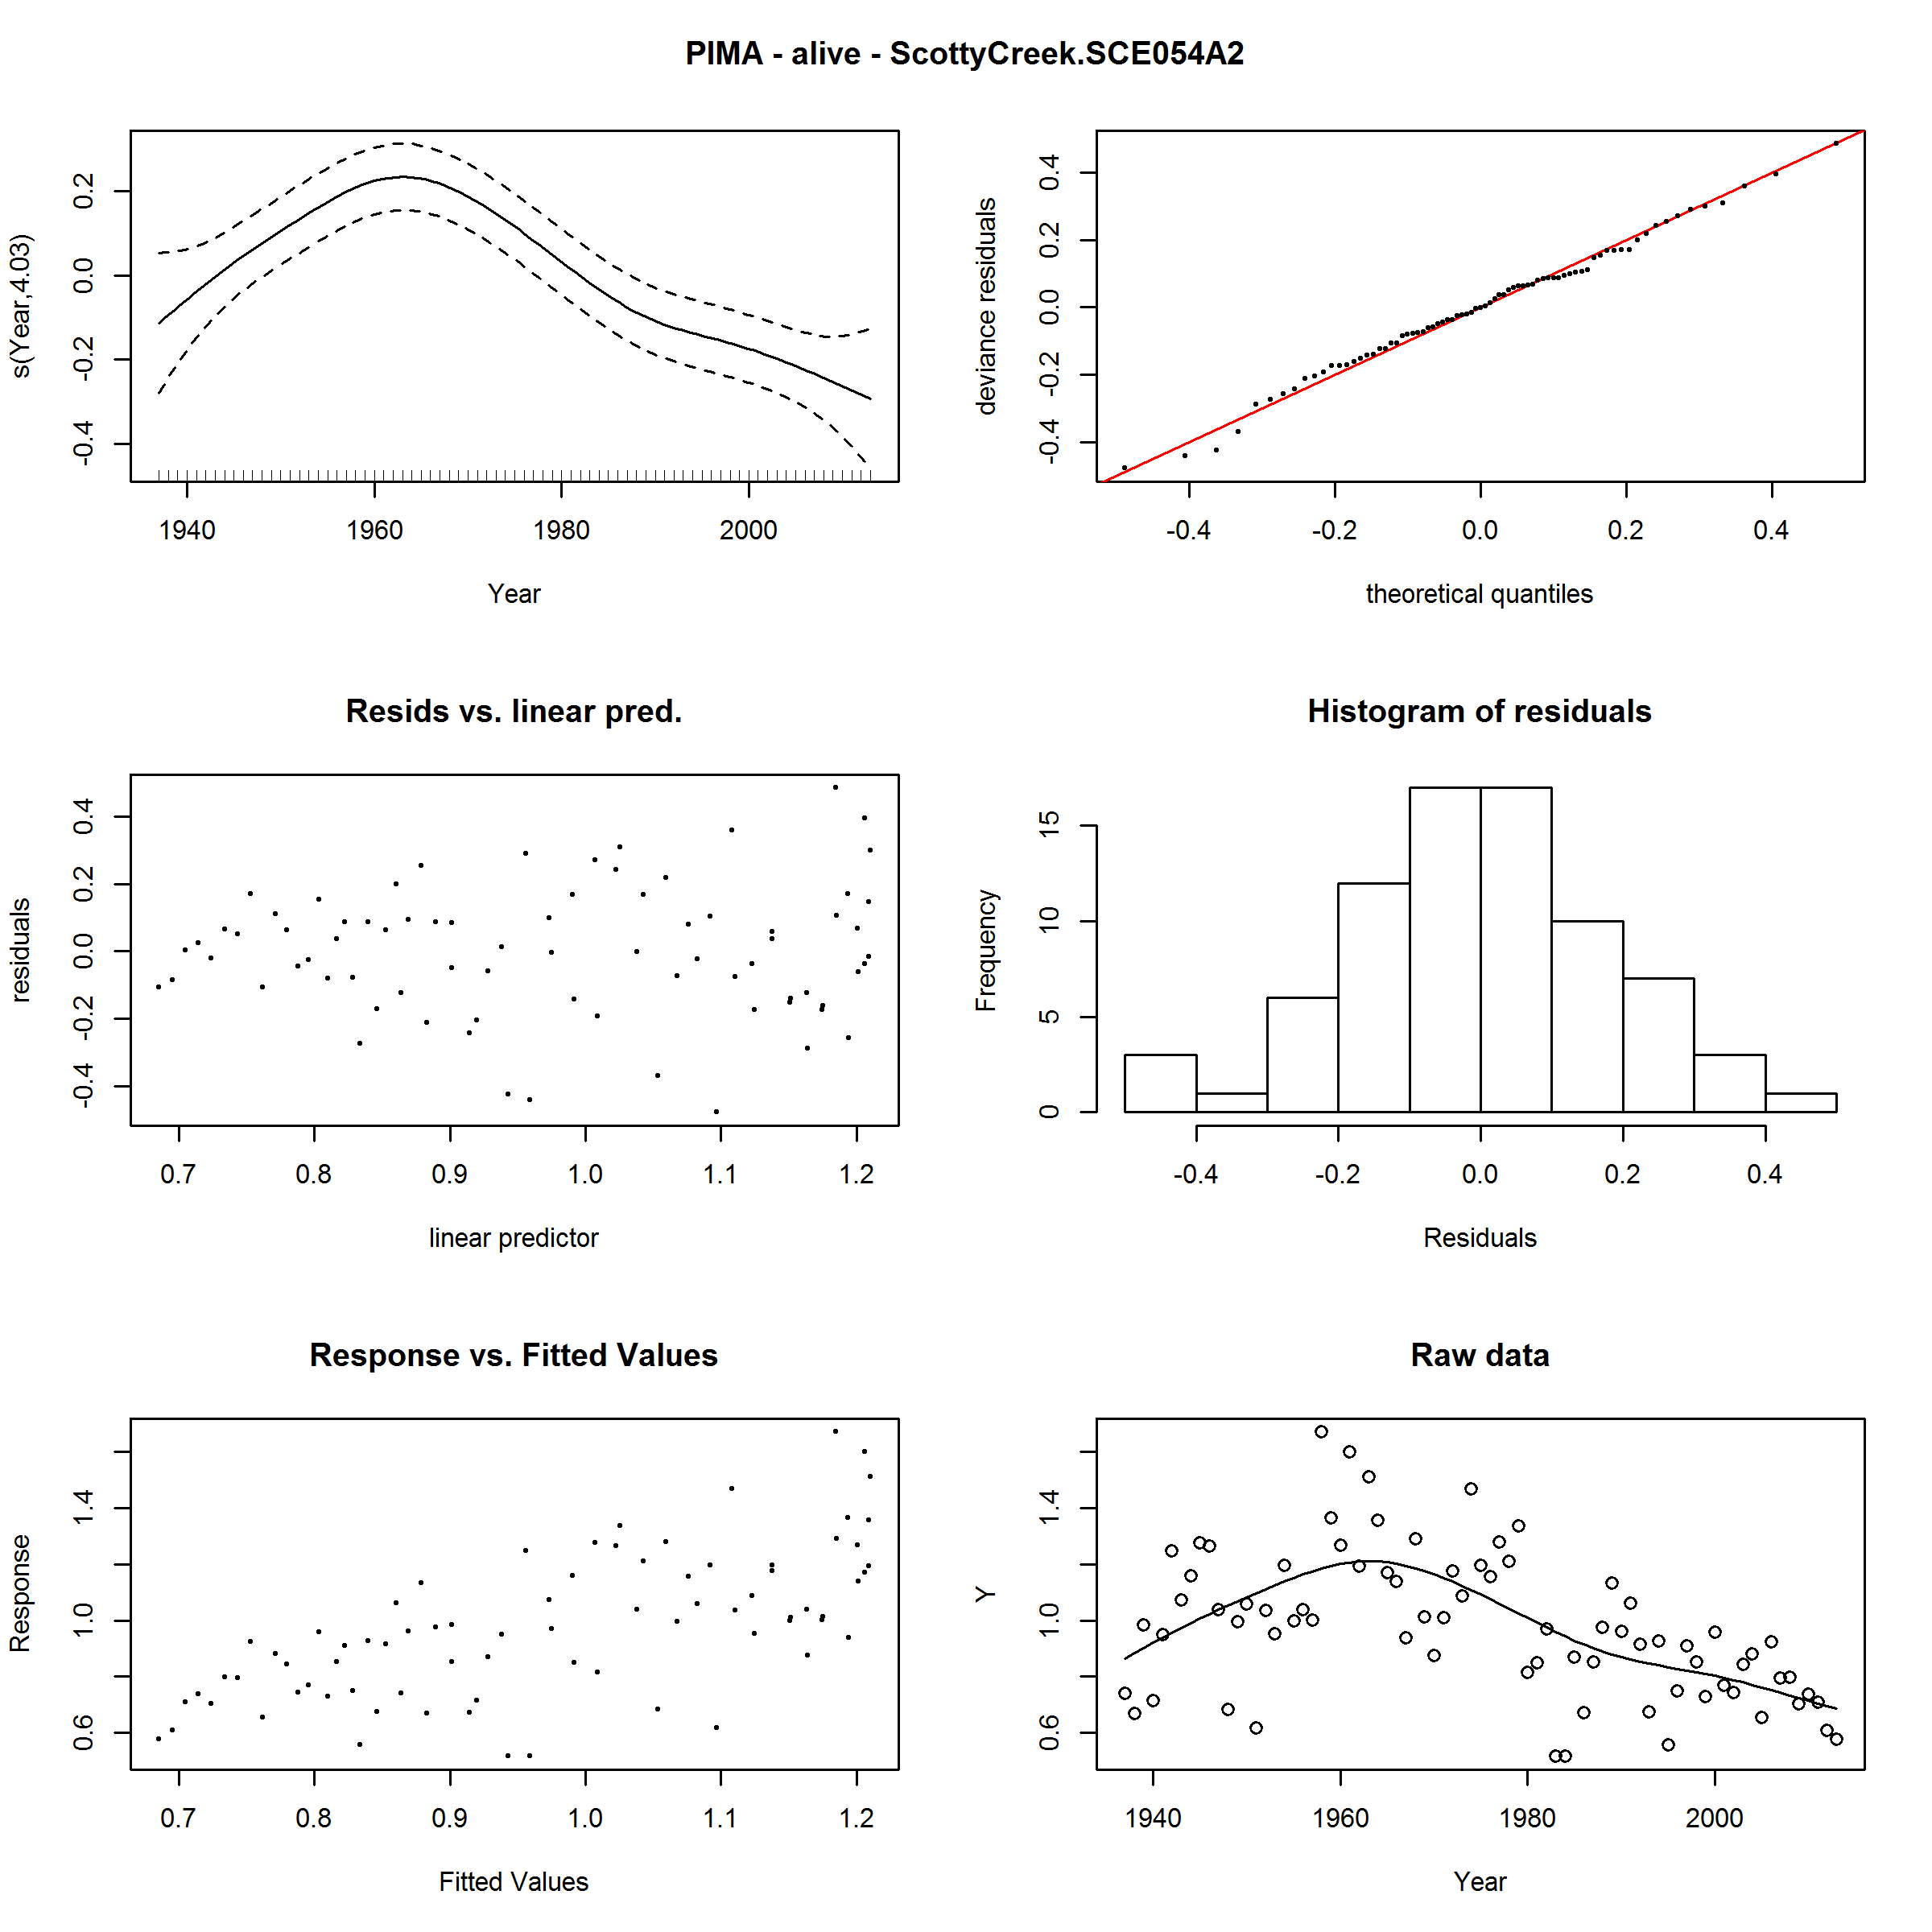 PIMA - alive - ScottyCreek.SCE054A2
s(Year,4.03)
0.2
0.0
-0.2
-0.4
1940 1960 1980 2000
Year
deviance residuals
0.4
0.2
0.0
-0.2
-0.4
-0.4 -0.2 0.0 0.2 0.4
theoretical quantiles
Resids vs. linear pred.
residuals
0.4
0.2
0.0
-0.2
-0.4
0.7 0.8 0.9 1.0 1.1 1.2
linear predictor
Histogram of residuals
Frequency
15
10
5
0
-0.4 -0.2 0.0 0.2 0.4
Residuals
Response vs. Fitted Values
Response
1.4
1.0
0.6
0.7 0.8 0.9 1.0 1.1 1.2
Fitted Values
Raw data
Y
1.4
1.0
0.6
1940 1960 1980 2000
Year